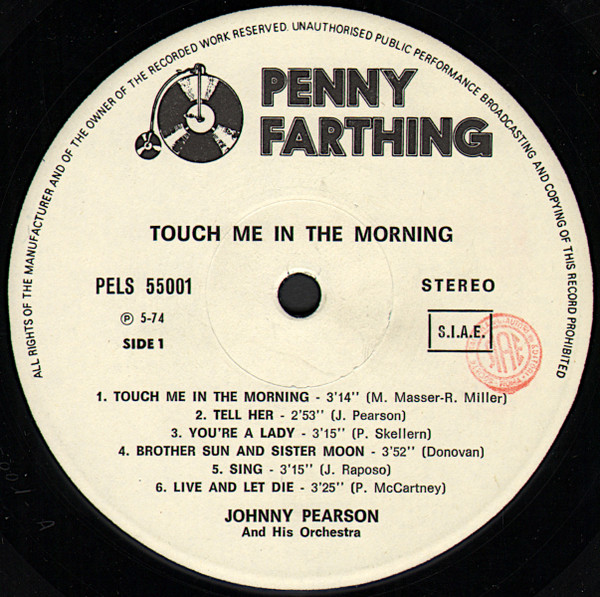 ALL RIGHTS OF THE MANUFACTURER AND OF THE OWNER OF THE RECORDED WORK RESERVED. UNAUTHORISED PUBLIC PERFORMANCE BROADCASTING AND COPYING OF THIS RECORD PROHIBITED
PENNY
FARTHING
TOUCH ME IN THE MORNING
PELS 55001
STEREO
℗ 5-74
S.I.A.E.
SIDE 1
1. TOUCH ME IN THE MORNING - 3'14" (M. Masser-R. Miller)
2. TELL HER - 2'53" (J. Pearson)
3. YOU'RE A LADY - 3'15" (P. Skellern)
4. BROTHER SUN AND SISTER MOON - 3'52" (Donovan)
5. SING - 3'15" (J. Raposo)
6. LIVE AND LET DIE - 3'25" (P. McCartney)
JOHNNY PEARSON
And His Orchestra